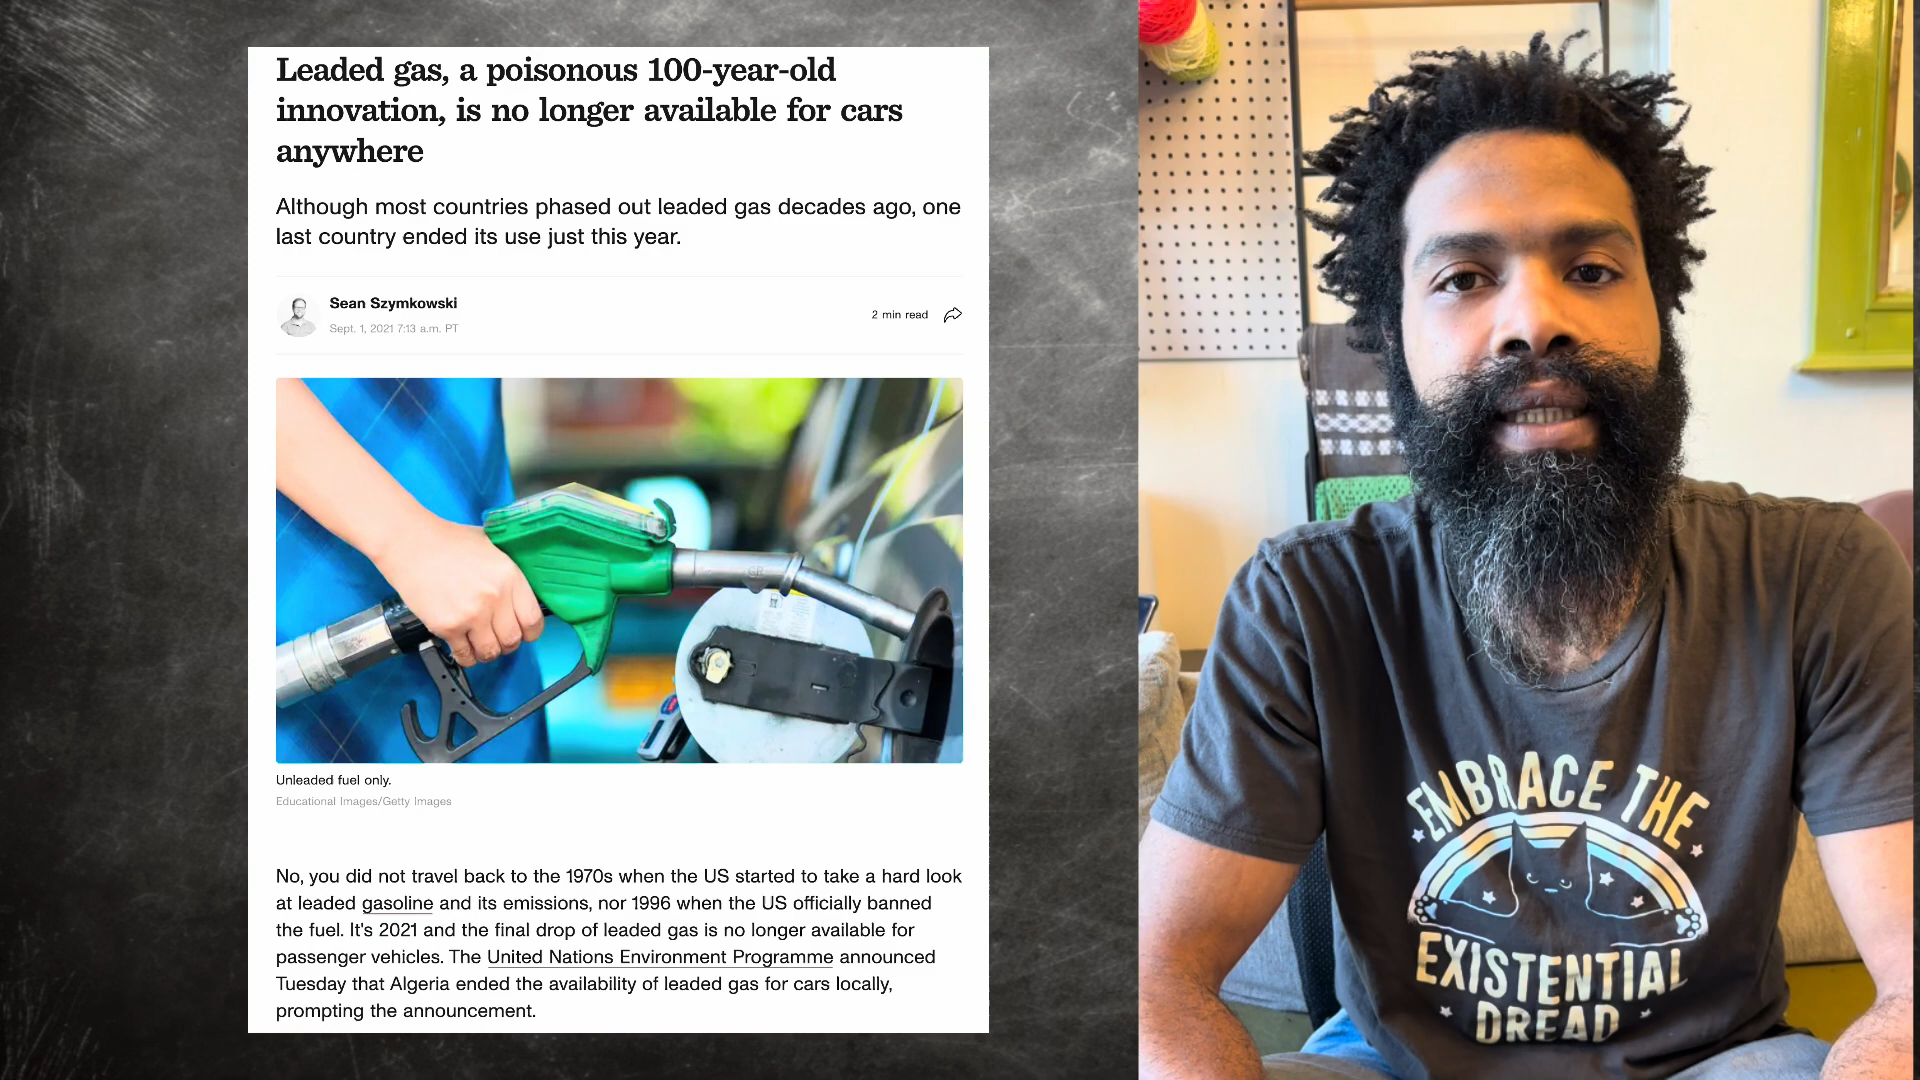 Leaded gas, a poisonous 100-year-old
innovation, is no longer available for cars
anywhere
Although most countries phased out leaded gas decades ago, one
last country ended its use just this year.
Sean Szymkowski
Sept. 1, 2021 7:13 a.m. PT
2 min read
Unleaded fuel only.
Educational Images/Getty Images
No, you did not travel back to the 1970s when the US started to take a hard look
at leaded gasoline and its emissions, nor 1996 when the US officially banned
the fuel. It's 2021 and the final drop of leaded gas is no longer available for
passenger vehicles. The United Nations Environment Programme announced
Tuesday that Algeria ended the availability of leaded gas for cars locally,
prompting the announcement.
EMBRACE THE
EXISTENTIAL
DREAD